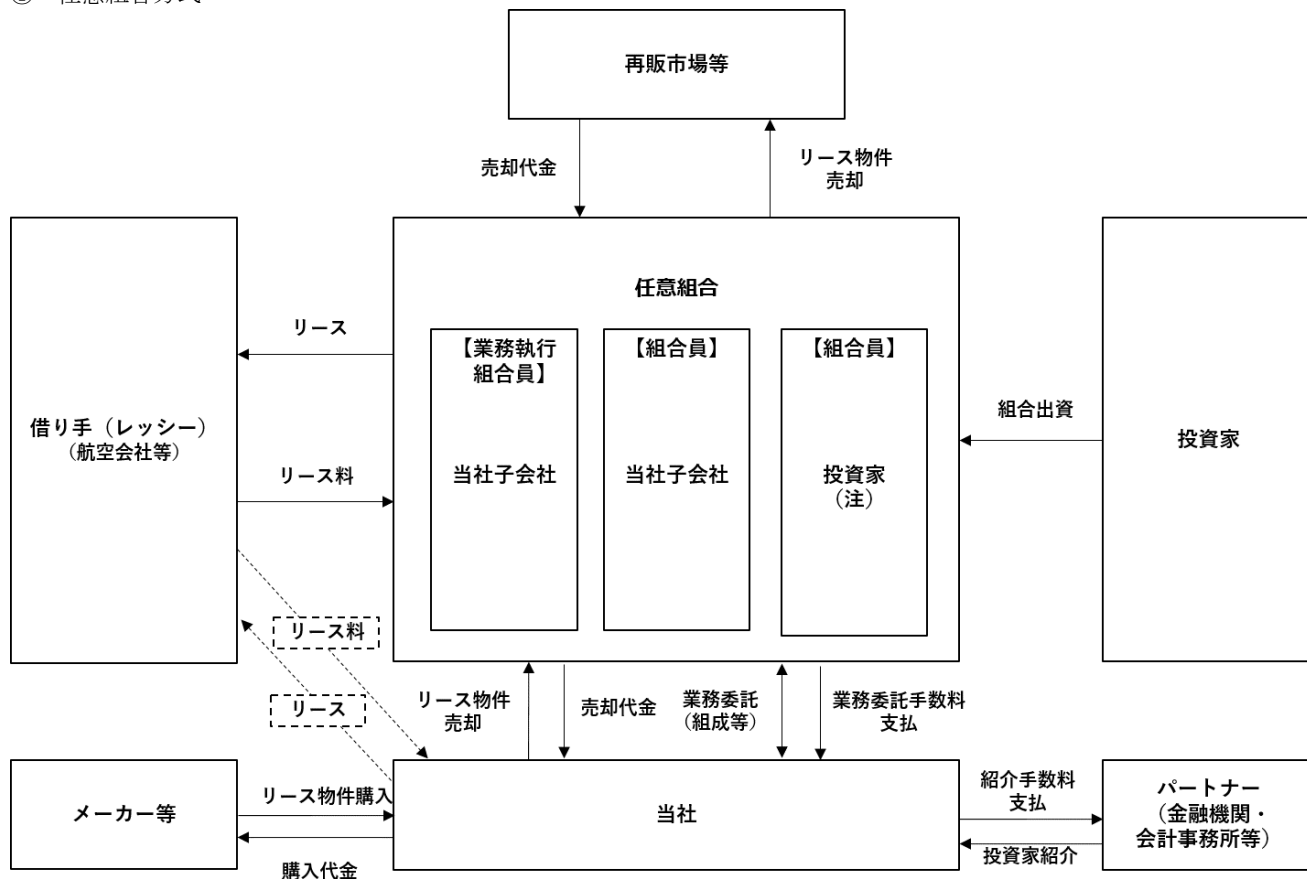 任意組合方式
再販市場等
売却代金
リース物件
売却
任意組合
リース
【業務執行
組合員】
当社子会社
【組合員】
当社子会社
【組合員】
投資家
（注）
組合出資
投資家
借り手（レッシー）
（航空会社等）
リース料
リース料
リース
リース物件
売却
売却代金
業務委託
（組成等）
業務委託手数料
支払
メーカー等
リース物件購入
購入代金
当社
紹介手数料
支払
投資家紹介
パートナー
（金融機関・
会計事務所等）